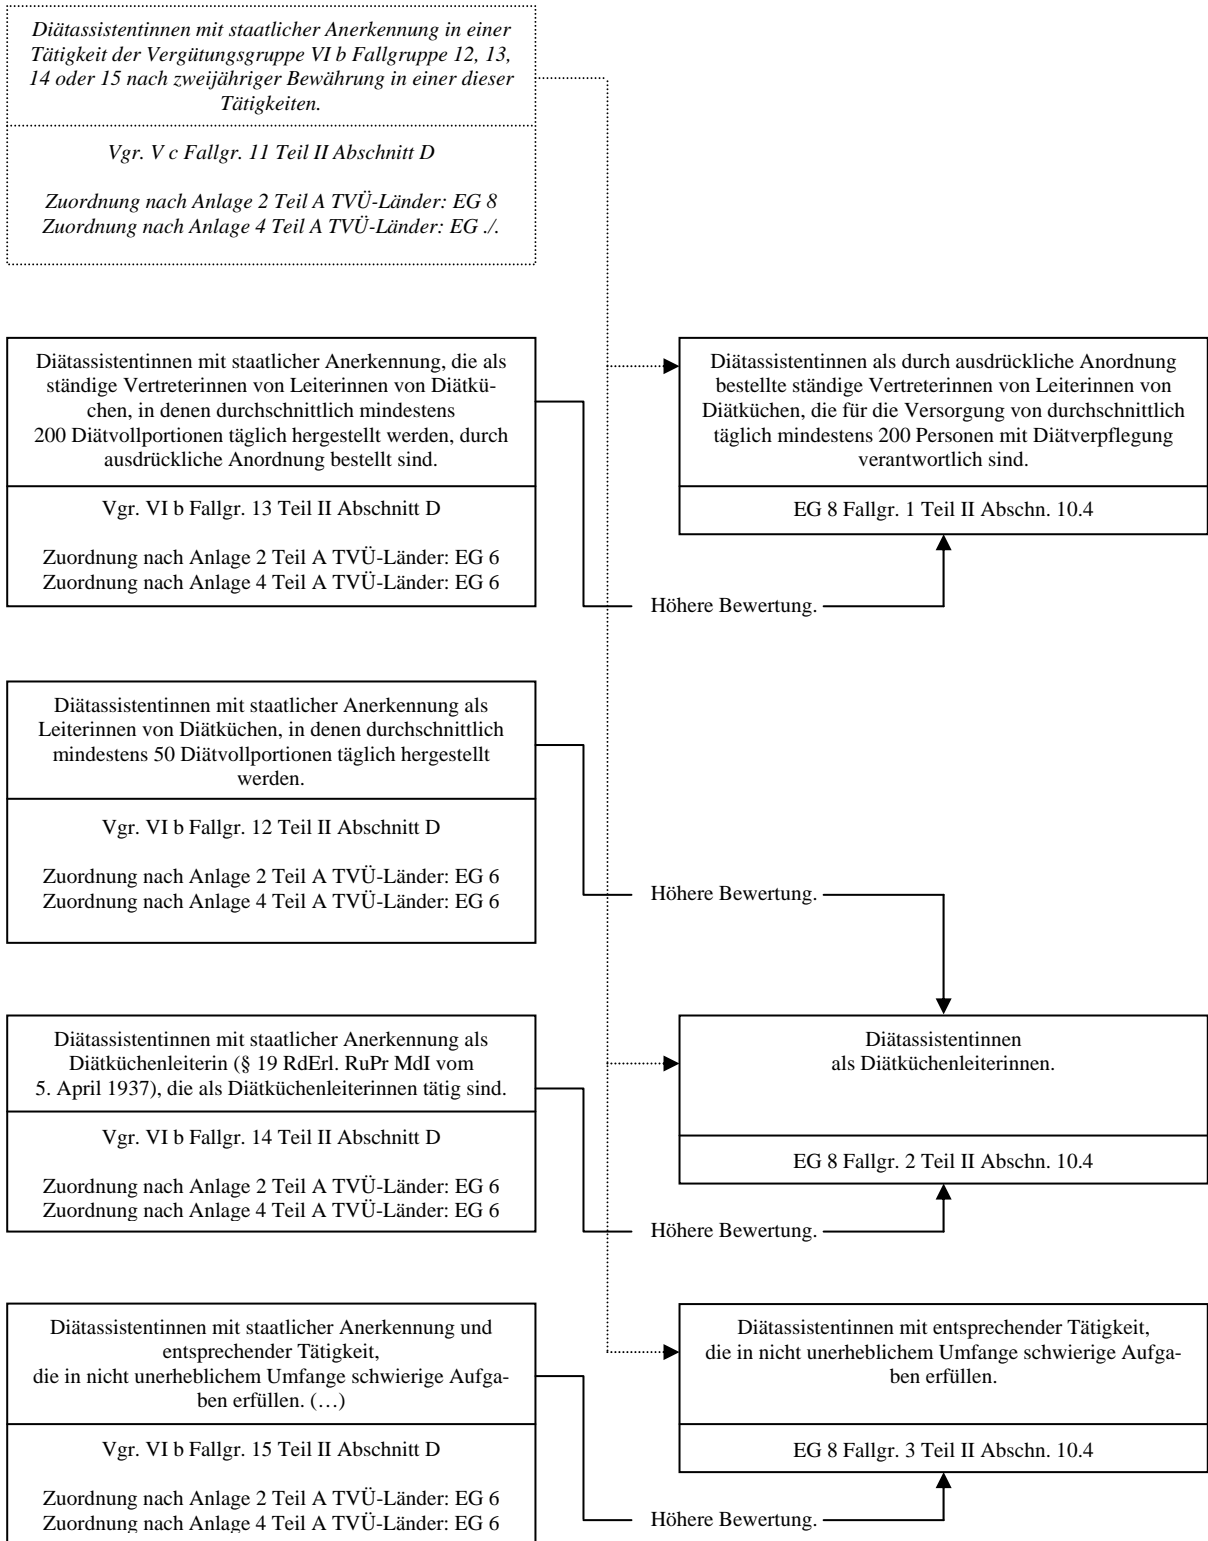 Diätassistentinnen mit staatlicher Anerkennung in einer
Tätigkeit der Vergütungsgruppe VI b Fallgruppe 12, 13,
14 oder 15 nach zweijähriger Bewährung in einer dieser
Tätigkeiten.
Vgr. V c Fallgr. 11 Teil II Abschnitt D
Zuordnung nach Anlage 2 Teil A TVÜ-Länder: EG 8
Zuordnung nach Anlage 4 Teil A TVÜ-Länder: EG ./.
Diätassistentinnen mit staatlicher Anerkennung, die als
ständige Vertreterinnen von Leiterinnen von Diätkü-
chen, in denen durchschnittlich mindestens
200 Diätvollportionen täglich hergestellt werden, durch
ausdrückliche Anordnung bestellt sind.
Vgr. VI b Fallgr. 13 Teil II Abschnitt D
Zuordnung nach Anlage 2 Teil A TVÜ-Länder: EG 6
Zuordnung nach Anlage 4 Teil A TVÜ-Länder: EG 6
Diätassistentinnen als durch ausdrückliche Anordnung
bestellte ständige Vertreterinnen von Leiterinnen von
Diätküchen, die für die Versorgung von durchschnittlich
täglich mindestens 200 Personen mit Diätverpflegung
verantwortlich sind.
EG 8 Fallgr. 1 Teil II Abschn. 10.4
Höhere Bewertung.
Diätassistentinnen mit staatlicher Anerkennung als
Leiterinnen von Diätküchen, in denen durchschnittlich
mindestens 50 Diätvollportionen täglich hergestellt
werden.
Vgr. VI b Fallgr. 12 Teil II Abschnitt D
Zuordnung nach Anlage 2 Teil A TVÜ-Länder: EG 6
Zuordnung nach Anlage 4 Teil A TVÜ-Länder: EG 6
Höhere Bewertung.
Diätassistentinnen mit staatlicher Anerkennung als
Diätküchenleiterin (§ 19 RdErl. RuPr MdI vom
5. April 1937), die als Diätküchenleiterinnen tätig sind.
Vgr. VI b Fallgr. 14 Teil II Abschnitt D
Zuordnung nach Anlage 2 Teil A TVÜ-Länder: EG 6
Zuordnung nach Anlage 4 Teil A TVÜ-Länder: EG 6
Diätassistentinnen
als Diätküchenleiterinnen.
EG 8 Fallgr. 2 Teil II Abschn. 10.4
Höhere Bewertung.
Diätassistentinnen mit staatlicher Anerkennung und
entsprechender Tätigkeit,
die in nicht unerheblichem Umfange schwierige Aufga-
ben erfüllen. (…)
Vgr. VI b Fallgr. 15 Teil II Abschnitt D
Zuordnung nach Anlage 2 Teil A TVÜ-Länder: EG 6
Zuordnung nach Anlage 4 Teil A TVÜ-Länder: EG 6
Diätassistentinnen mit entsprechender Tätigkeit,
die in nicht unerheblichem Umfange schwierige Aufga-
ben erfüllen.
EG 8 Fallgr. 3 Teil II Abschn. 10.4
Höhere Bewertung.